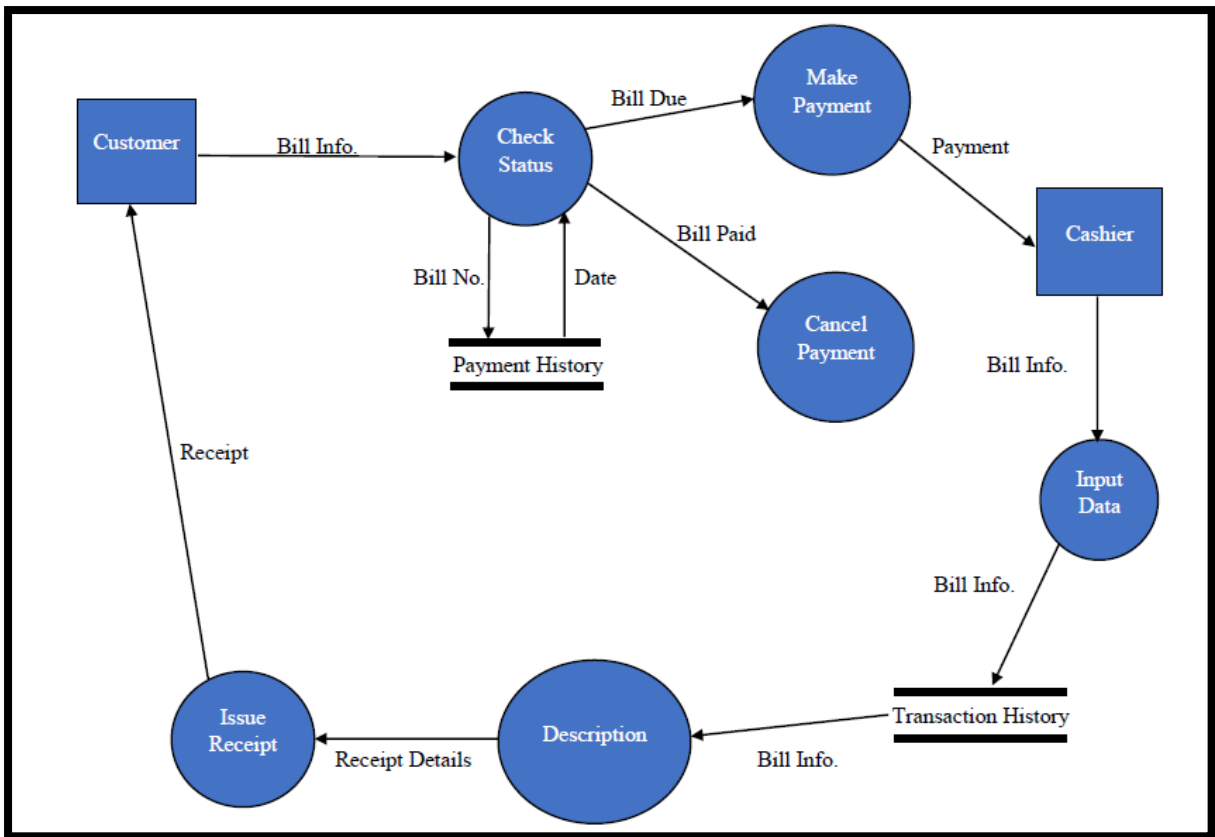 Make
Payment
Bill Due
Customer
Check
Status
Bill Info.
Payment
Cashier
Bill Paid
Bill No.
Date
Cancel
Payment
Payment History
Bill Info.
Receipt
Input
Data
Bill Info.
Issue
Receipt
Description
Transaction History
Receipt Details
Bill Info.